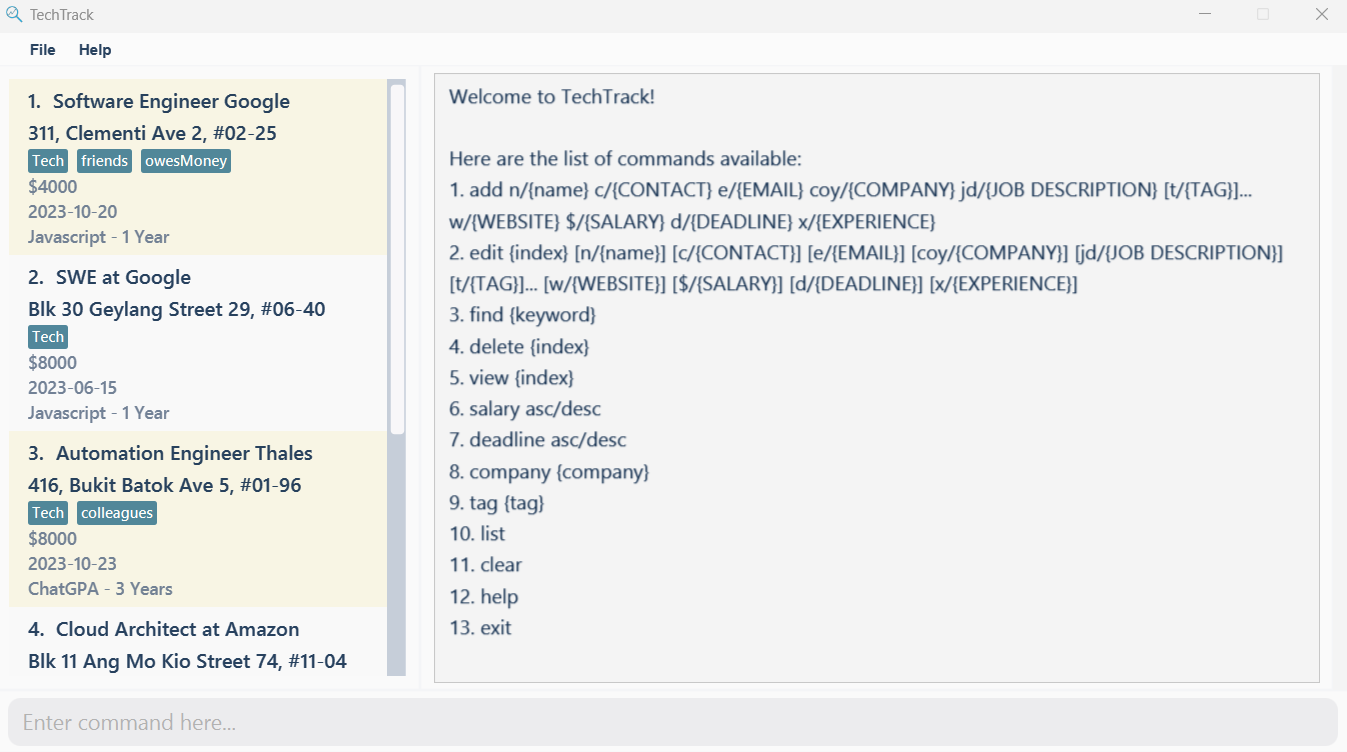 TechTrack
File Help
1. Software Engineer Google
311, Clementi Ave 2, #02-25
Tech friends owesMoney
$4000
2023-10-20
Javascript - 1 Year
2. SWE at Google
Blk 30 Geylang Street 29, #06-40
Tech
$8000
2023-06-15
Javascript - 1 Year
3. Automation Engineer Thales
416, Bukit Batok Ave 5, #01-96
Tech colleagues
$8000
2023-10-23
ChatGPA - 3 Years
4. Cloud Architect at Amazon
Blk 11 Ang Mo Kio Street 74, #11-04
Welcome to TechTrack!
Here are the list of commands available:
1. add n/{name} c/{CONTACT} e/{EMAIL} coy/{COMPANY} jd/{JOB DESCRIPTION} [t/{TAG}]...
w/{WEBSITE} $/{SALARY} d/{DEADLINE} x/{EXPERIENCE}
2. edit {index} [n/{name}] [c/{CONTACT}] [e/{EMAIL}] [coy/{COMPANY}] [jd/{JOB DESCRIPTION}]
[t/{TAG}]... [w/{WEBSITE}] [$/{SALARY}] [d/{DEADLINE}] [x/{EXPERIENCE}]
3. find {keyword}
4. delete {index}
5. view {index}
6. salary asc/desc
7. deadline asc/desc
8. company {company}
9. tag {tag}
10. list
11. clear
12. help
13. exit
Enter command here...